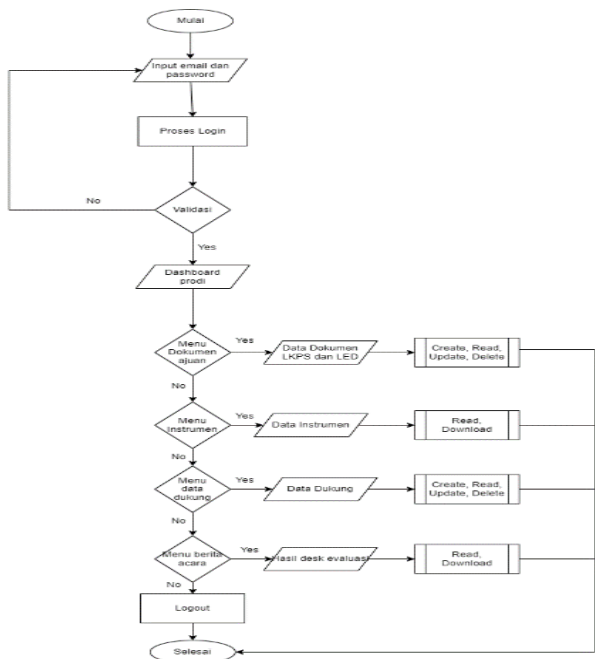 Mulai
Input email dan
password
Proses Login
No
Validasi
Yes
Dashboard
prodi
Menu
Dokumen
ajuan
Yes
Data Dokumen
LKPS dan LED
Create, Read,
Update, Delete
No
Menu
Instrumen
Yes
Data Instrumen
Read,
Download
No
Menu
data
dukung
Yes
Data Dukung
Create, Read,
Update, Delete
No
Menu berita
acara
Yes
Hasil desk evaluasi
Read,
Download
No
Logout
Selesai